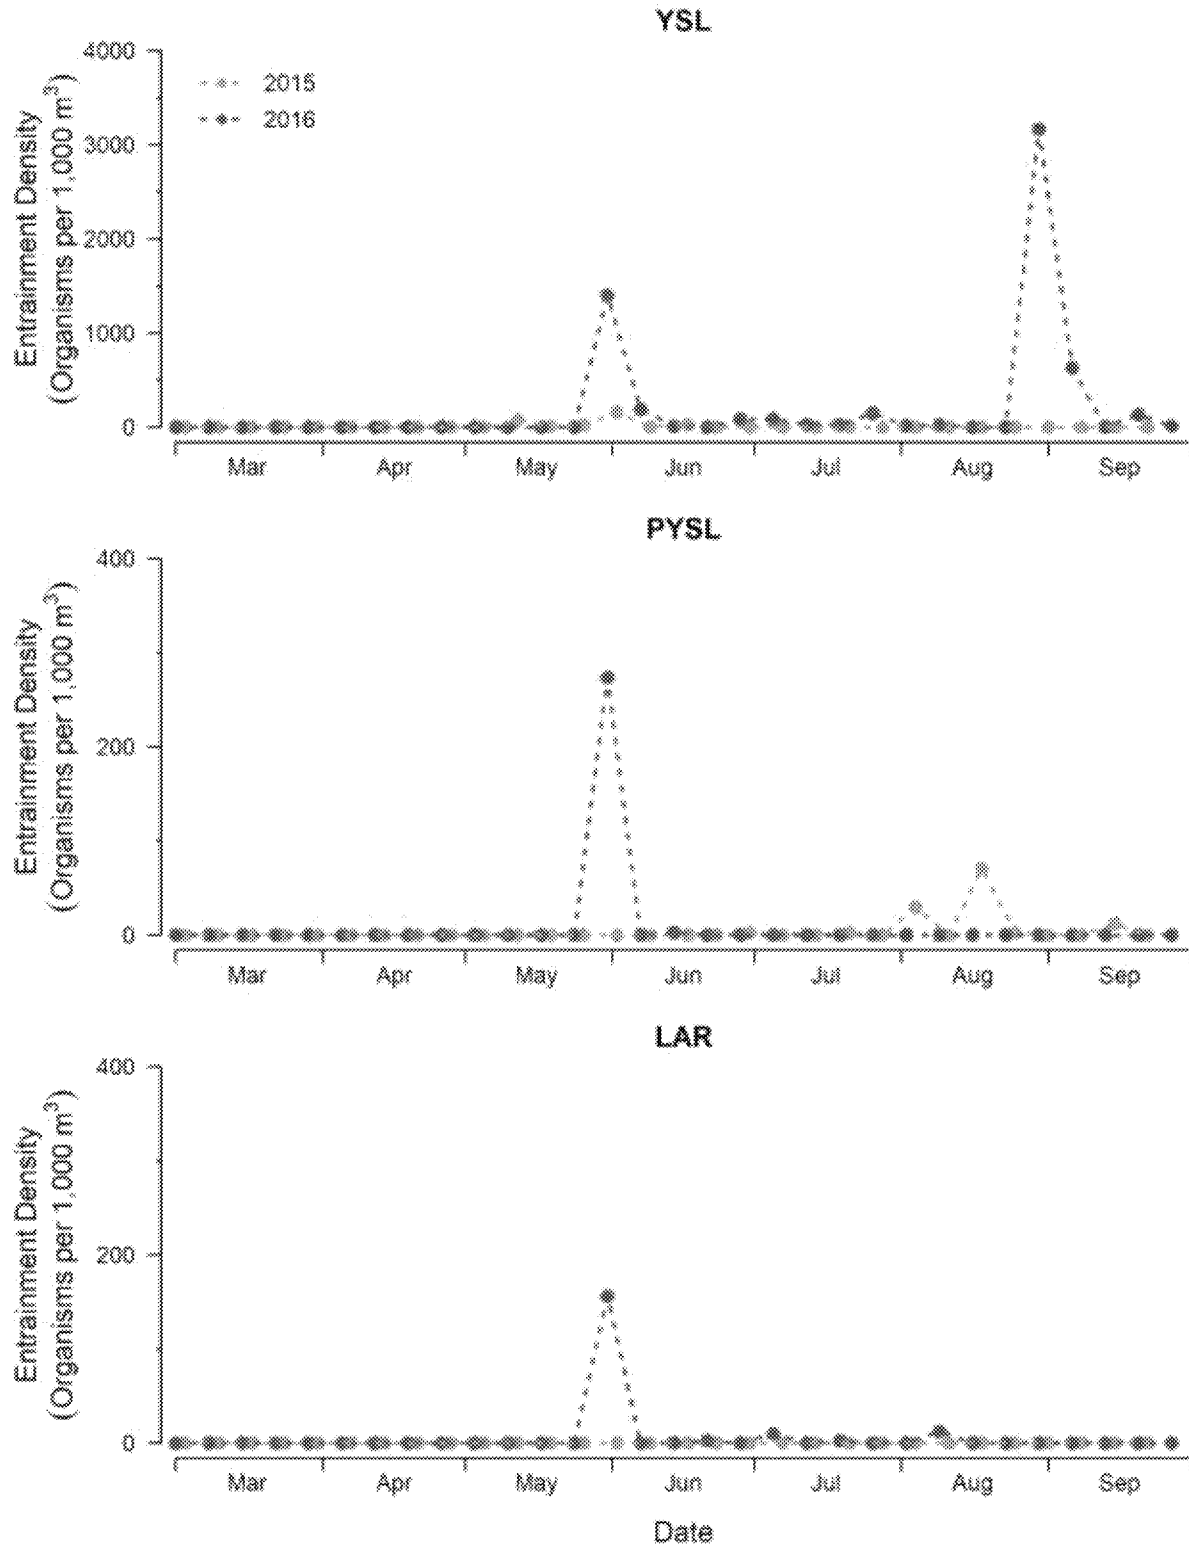 YSL
4000
3000
2000
1000
0
Entrainment Density
(Organisms per 1,000 m³)
2015
2016
Mar Apr May Jun Jul Aug Sep
PYSL
400
200
0
Entrainment Density
(Organisms per 1,000 m³)
Mar Apr May Jun Jul Aug Sep
LAR
400
200
0
Entrainment Density
(Organisms per 1,000 m³)
Mar Apr May Jun Jul Aug Sep
Date